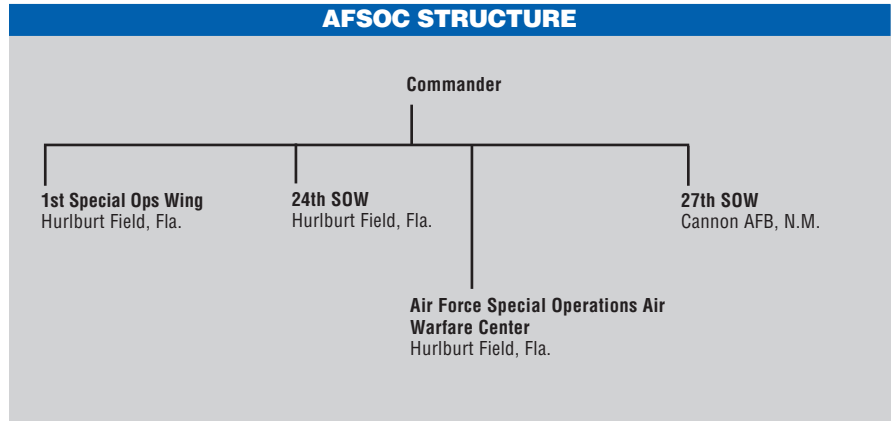 AFSOC STRUCTURE
Commander
1st Special Ops Wing
Hurlburt Field, Fla.
24th SOW
Hurlburt Field, Fla.
27th SOW
Cannon AFB, N.M.
Air Force Special Operations Air
Warfare Center
Hurlburt Field, Fla.